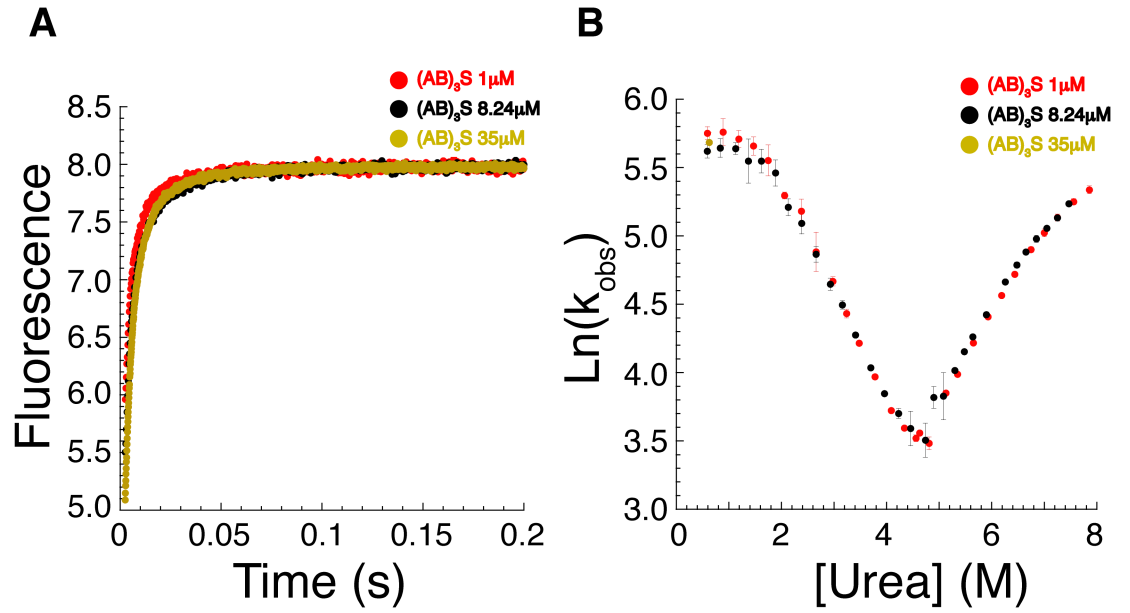 A
(AB)₃S 1μM
(AB)₃S 8.24μM
(AB)₃S 35μM
8.5
8.0
7.5
7.0
6.5
6.0
5.5
5.0
Fluorescence
0
0.05
0.1
0.15
0.2
Time (s)
B
(AB)₃S 1μM
(AB)₃S 8.24μM
(AB)₃S 35μM
6.0
5.5
5.0
4.5
4.0
3.5
3.0
Ln(k_obs)
0
2
4
6
8
[Urea] (M)